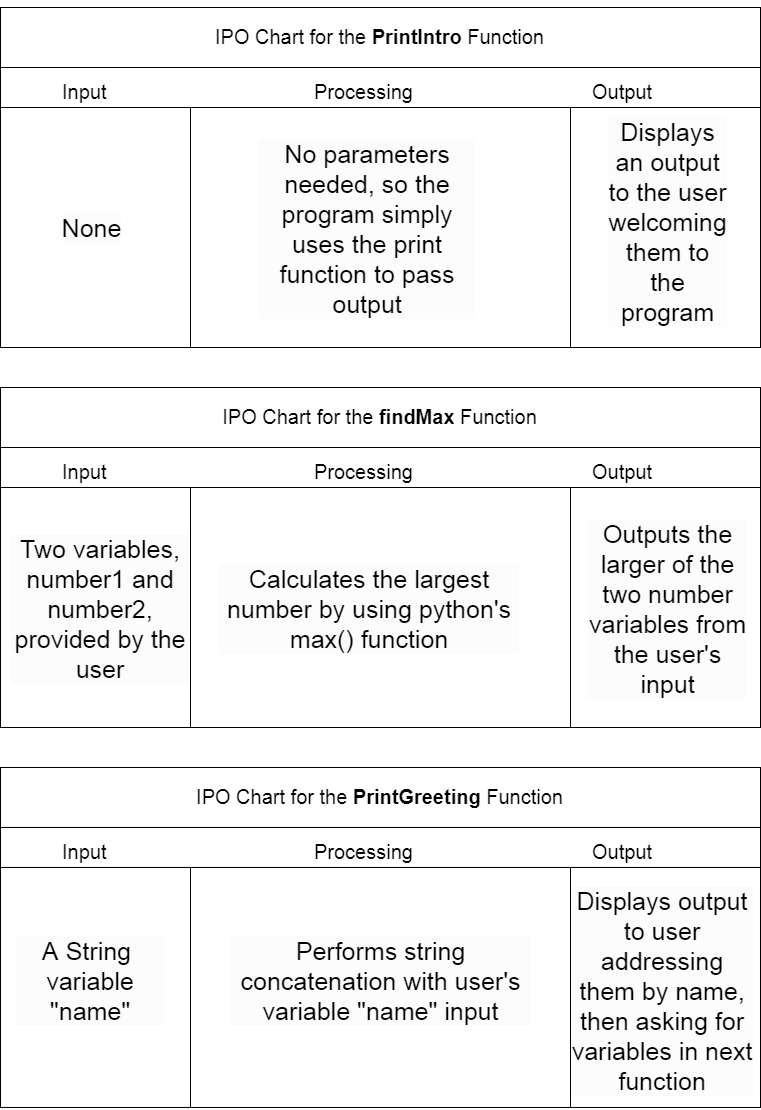 IPO Chart for the PrintIntro Function
Input Processing Output
None
No parameters
needed, so the
program simply
uses the print
function to pass
output
Displays
an output
to the user
welcoming
them to
the
program
IPO Chart for the findMax Function
Input Processing Output
Two variables,
number1 and
number2,
provided by the
user
Calculates the largest
number by using python's
max() function
Outputs the
larger of the
two number
variables from
the user's
input
IPO Chart for the PrintGreeting Function
Input Processing Output
A String
variable
"name"
Performs string
concatenation with user's
variable "name" input
Displays output
to user
addressing
them by name,
then asking for
variables in next
function